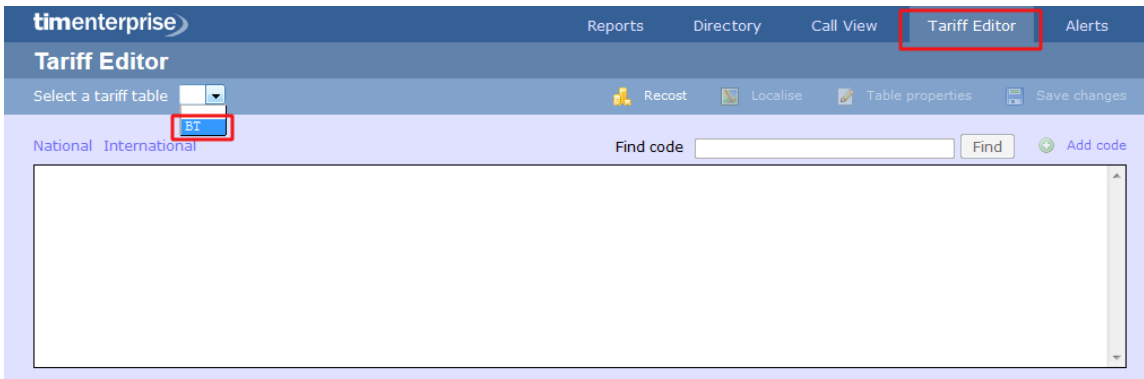 timenterprise Reports Directory Call View Tariff Editor Alerts
Tariff Editor
Select a tariff table Recost Localise Table properties Save changes
BT
National International Find code Find Add code